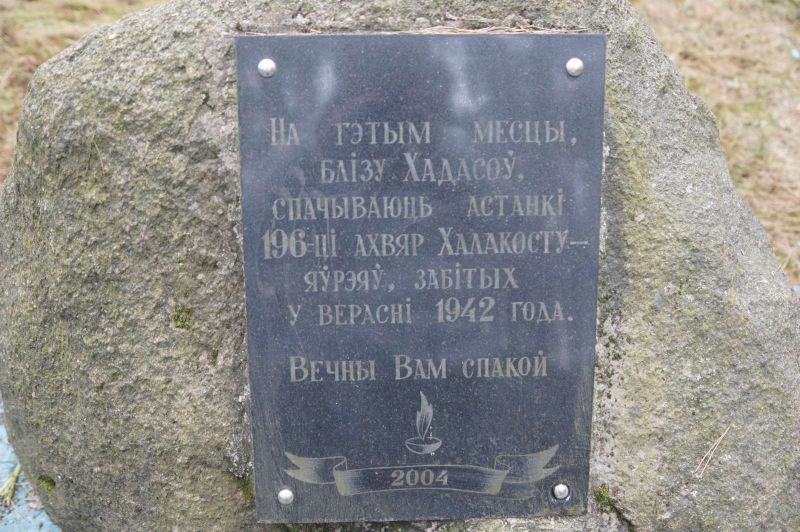 На гэтым месцы,
блізу Хадасоў,
спачываюць астанкі
196-ці ахвяр Халакосту—
яўрэяў, забітых
у верасні 1942 года.
Вечны Вам спакой
2004